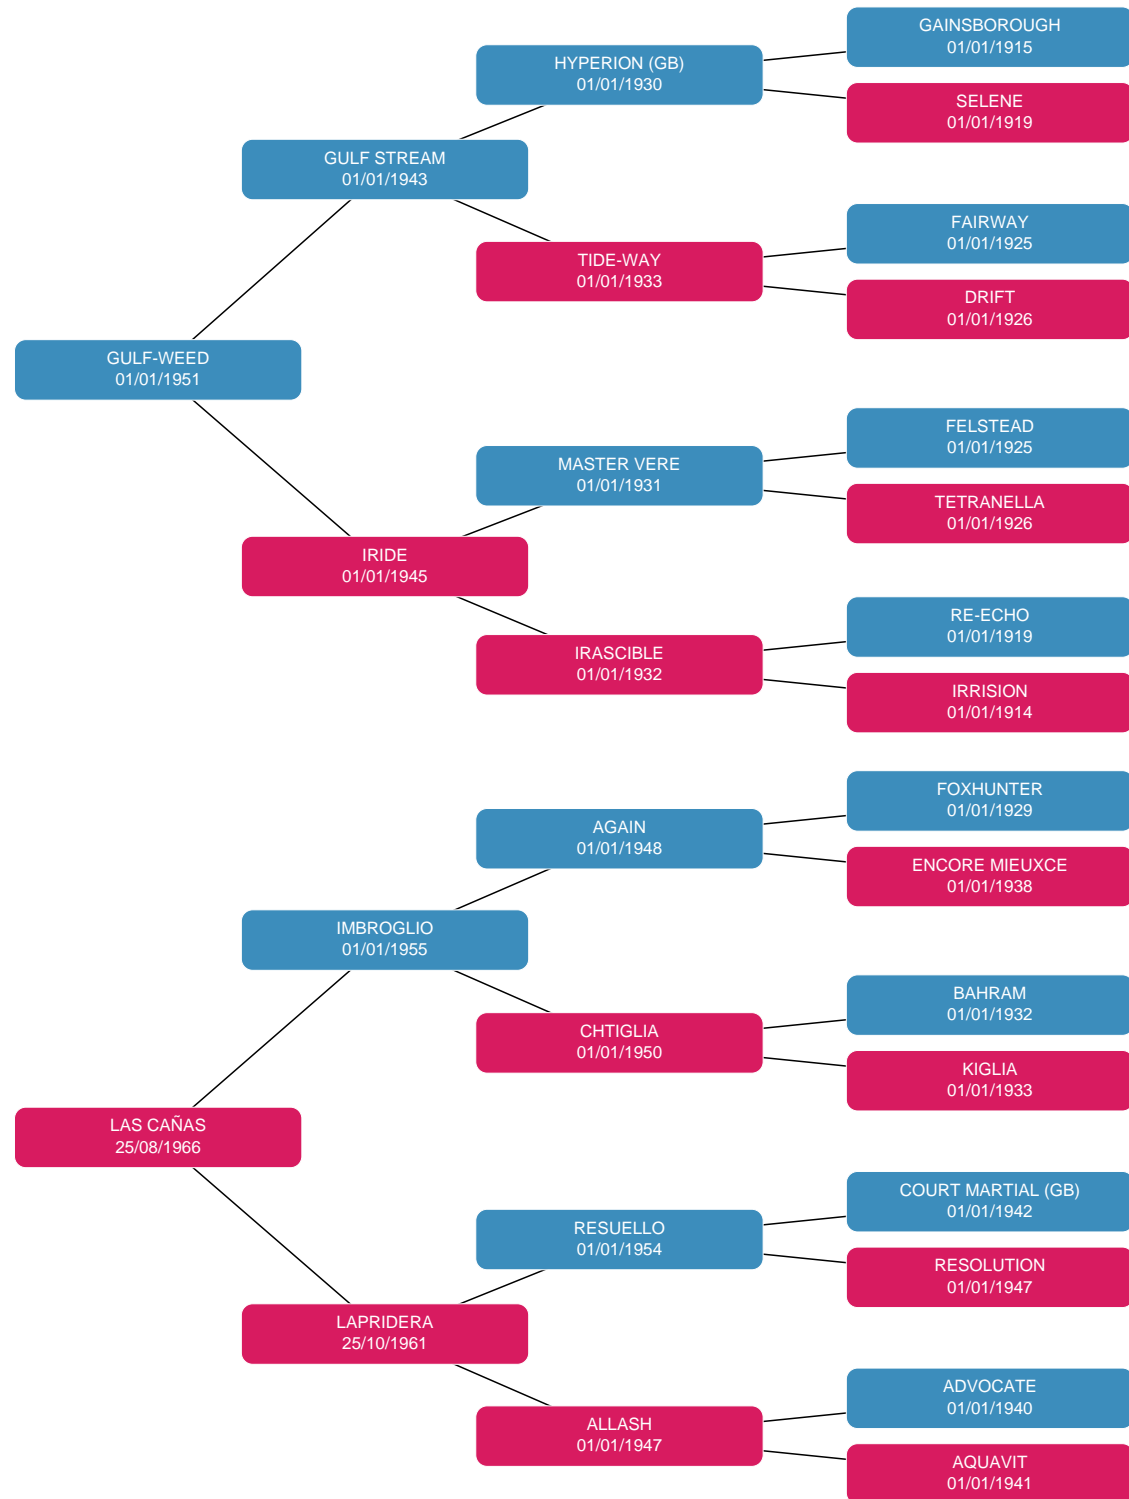 GAINSBOROUGH
01/01/1915
HYPERION (GB)
01/01/1930
SELENE
01/01/1919
GULF STREAM
01/01/1943
FAIRWAY
01/01/1925
TIDE-WAY
01/01/1933
DRIFT
01/01/1926
GULF-WEED
01/01/1951
FELSTEAD
01/01/1925
MASTER VERE
01/01/1931
TETRANELLA
01/01/1926
IRIDE
01/01/1945
RE-ECHO
01/01/1919
IRASCIBLE
01/01/1932
IRRISION
01/01/1914
FOXHUNTER
01/01/1929
AGAIN
01/01/1948
ENCORE MIEUXCE
01/01/1938
IMBROGLIO
01/01/1955
BAHRAM
01/01/1932
CHTIGLIA
01/01/1950
KIGLIA
01/01/1933
LAS CAÑAS
25/08/1966
COURT MARTIAL (GB)
01/01/1942
RESUELLO
01/01/1954
RESOLUTION
01/01/1947
LAPRIDERA
25/10/1961
ADVOCATE
01/01/1940
ALLASH
01/01/1947
AQUAVIT
01/01/1941